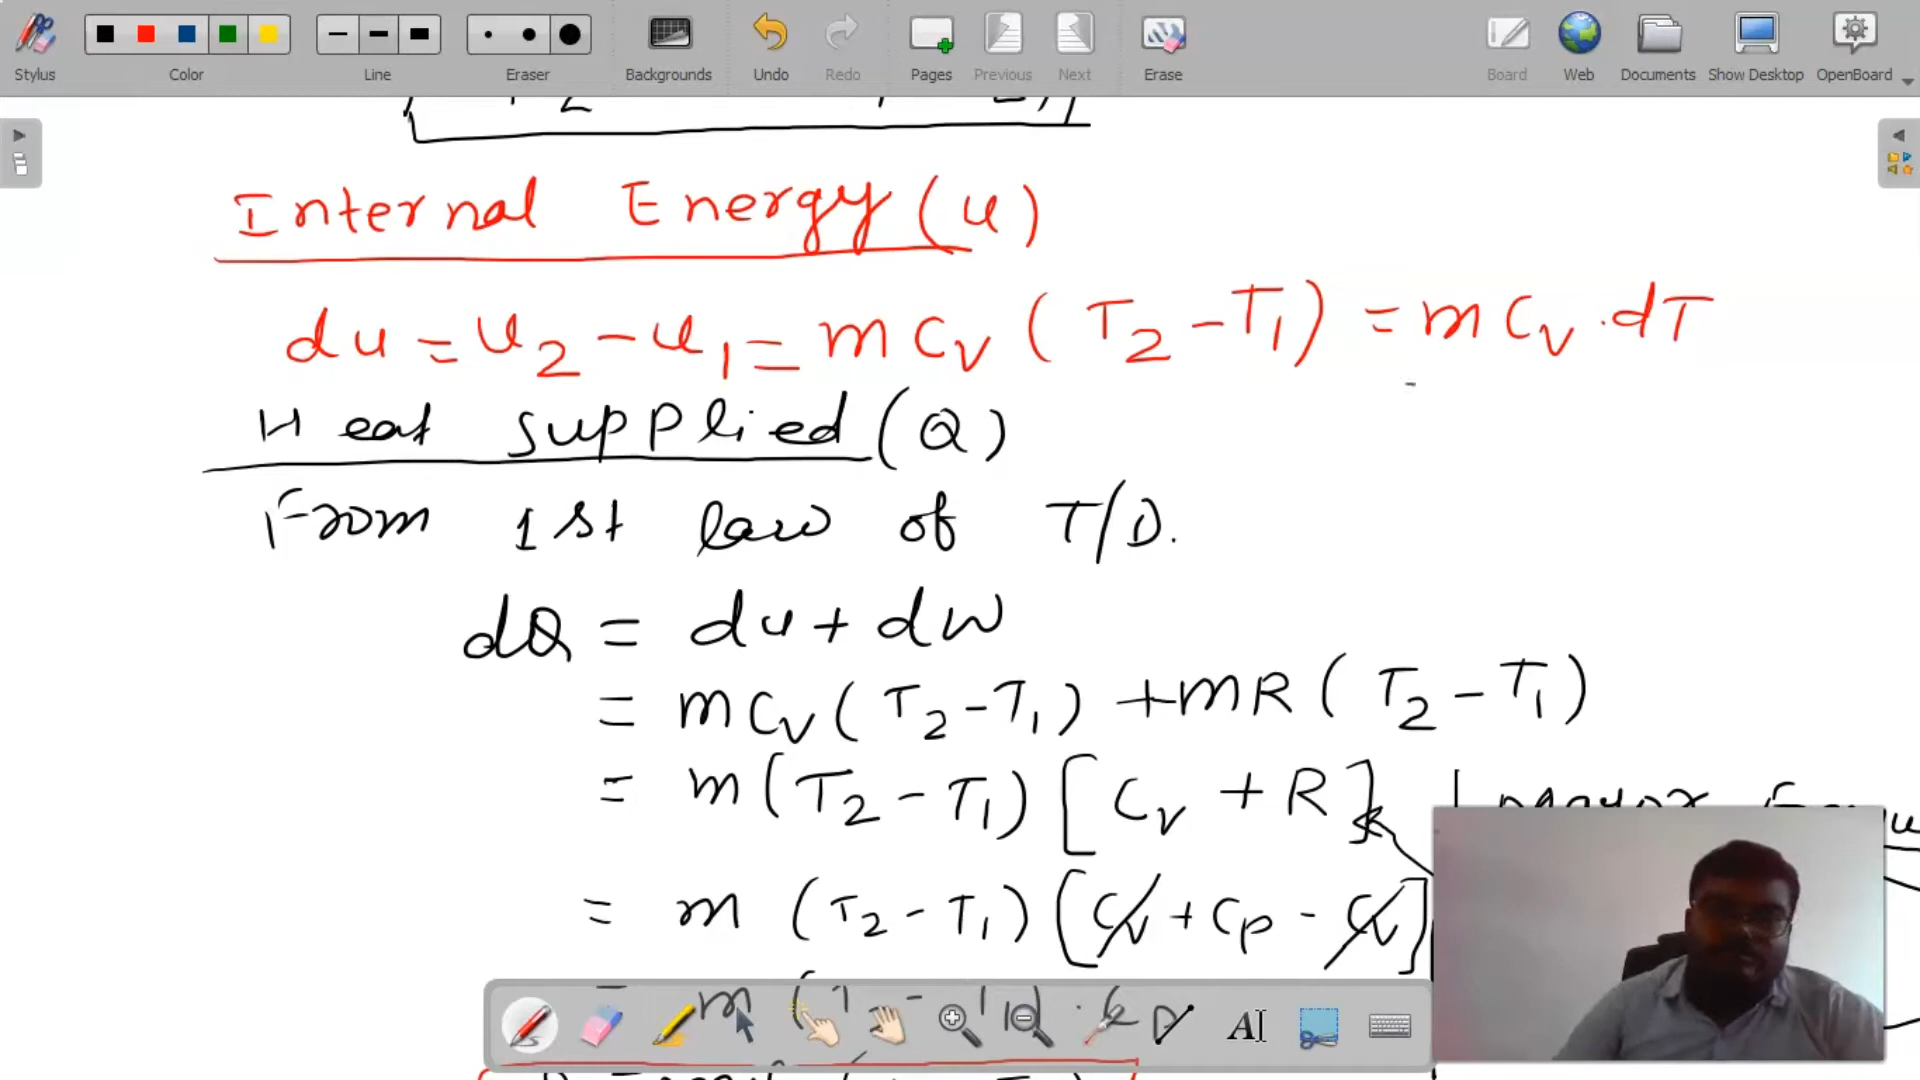 Stylus Color Line Eraser Backgrounds Undo Redo Pages Previous Next Erase Board Web Documents Show Desktop OpenBoard
Internal Energy (u)
du = u2 - u1 = m Cv (T2 - T1) = m Cv . dT
Heat supplied (Q)
From 1st law of T/D.
dQ = du + dw
= m Cv (T2 - T1) + mR (T2 - T1)
= m (T2 - T1) [Cv + R]
= m (T2 - T1) [Cv + Cp - Cv]